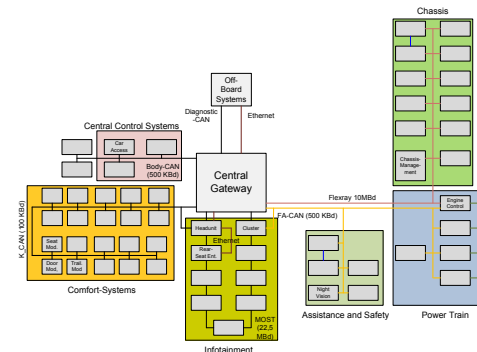 Chassis
Off-
Board
Systems
Diagnostic
-CAN
Ethernet
Central Control Systems
Car
Access
Body-CAN
(500 KBd)
Central
Gateway
Chassis-
Manage-
ment
Flexray 10MBd
FA-CAN (500 KBd)
Engine
Control
K_CAN (100 KBd)
Headunit
Cluster
Ethernet
Rear-
Seat Ent.
Seat
Mod.
Door
Mod.
Trail.
Mod
Comfort-Systems
Night
Vision
MOST
(22,5
MBd)
Assistance and Safety
Power Train
Infotainment